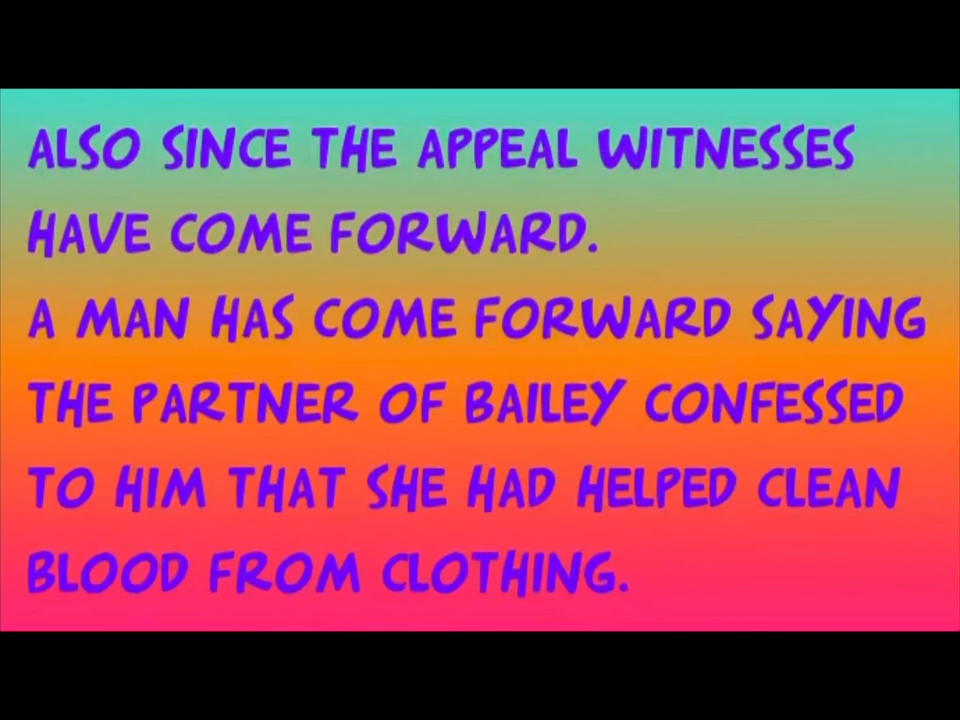 ALSO SINCE THE APPEAL WITNESSES
HAVE COME FORWARD.
A MAN HAS COME FORWARD SAYING
THE PARTNER OF BAILEY CONFESSED
TO HIM THAT SHE HAD HELPED CLEAN
BLOOD FROM CLOTHING.